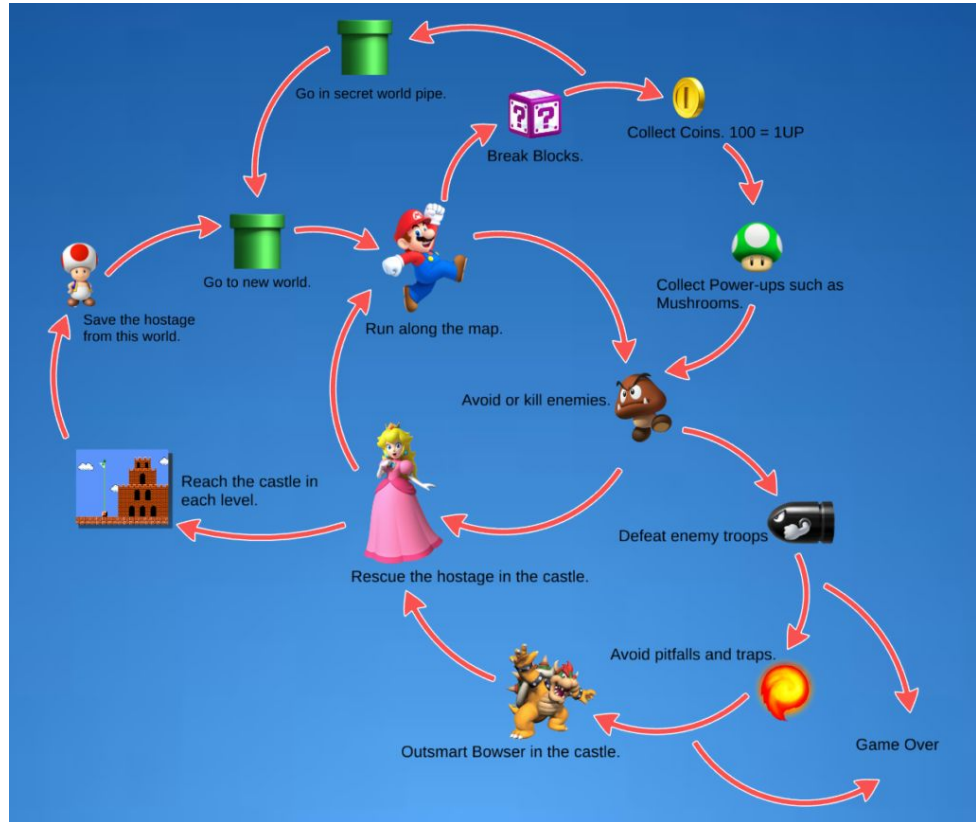 Go in secret world pipe.
Collect Coins. 100 = 1UP
Break Blocks.
Go to new world.
Collect Power-ups such as
Mushrooms.
Save the hostage
from this world.
Run along the map.
Avoid or kill enemies.
Reach the castle in
each level.
Defeat enemy troops
Rescue the hostage in the castle.
Avoid pitfalls and traps.
Outsmart Bowser in the castle.
Game Over